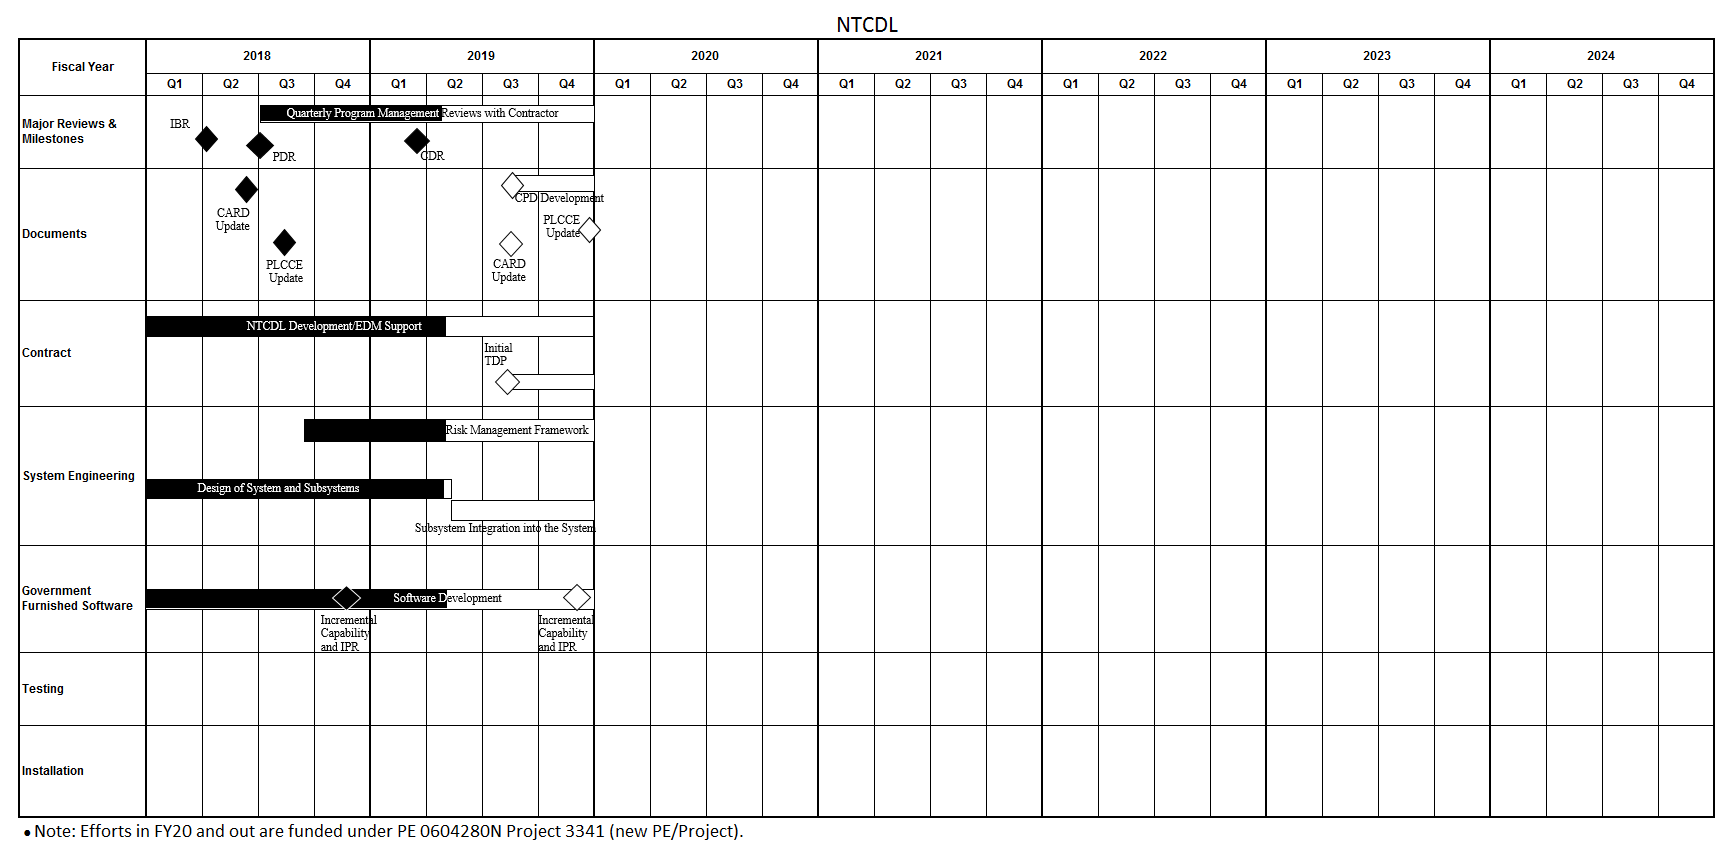 NTCDL
Fiscal Year
2018
2019
2020
2021
2022
2023
2024
Q1 Q2 Q3 Q4 Q1 Q2 Q3 Q4 Q1 Q2 Q3 Q4 Q1 Q2 Q3 Q4 Q1 Q2 Q3 Q4 Q1 Q2 Q3 Q4 Q1 Q2 Q3 Q4
Major Reviews &
Milestones
Quarterly Program Management Reviews with Contractor
IBR
PDR
CDR
Documents
CARD
Update
PLCCE
Update
CPD Development
PLCCE
Update
CARD
Update
Contract
NTCDL Development/EDM Support
Initial
TDP
System Engineering
Risk Management Framework
Design of System and Subsystems
Subsystem Integration into the System
Government
Furnished Software
Software Development
Incremental
Capability
and IPR
Incremental
Capability
and IPR
Testing
Installation
• Note: Efforts in FY20 and out are funded under PE 0604280N Project 3341 (new PE/Project).